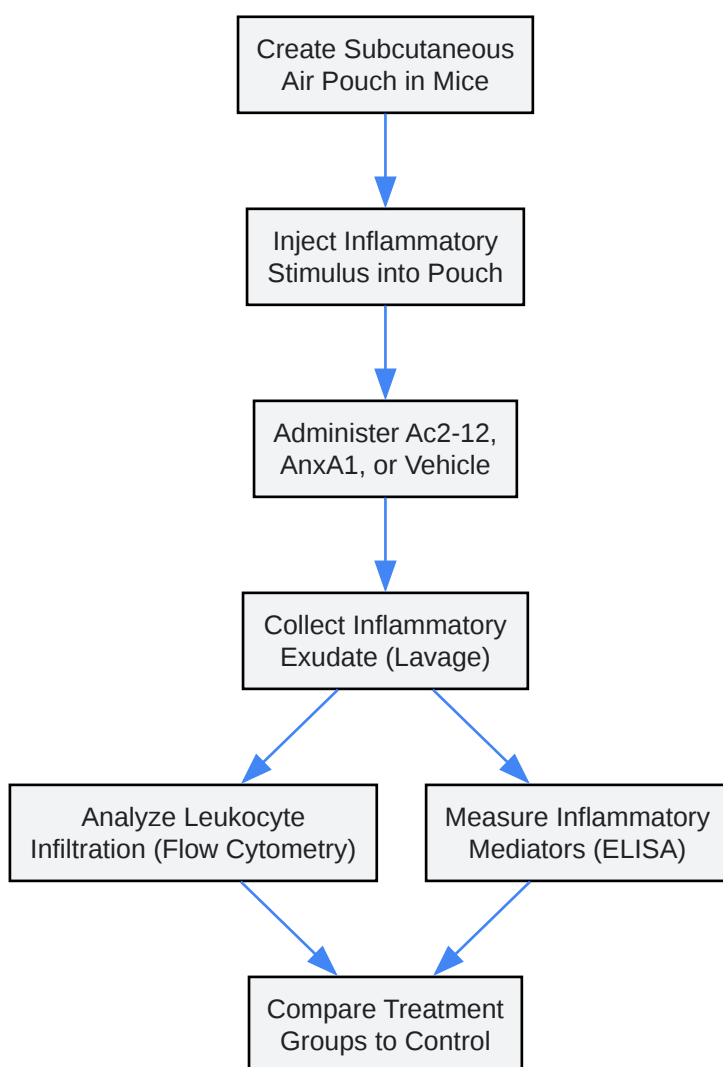 Create Subcutaneous
Air Pouch in Mice
Inject Inflammatory
Stimulus into Pouch
Administer Ac2-12,
AnxA1, or Vehicle
Collect Inflammatory
Exudate (Lavage)
Analyze Leukocyte
Infiltration (Flow Cytometry)
Measure Inflammatory
Mediators (ELISA)
Compare Treatment
Groups to Control